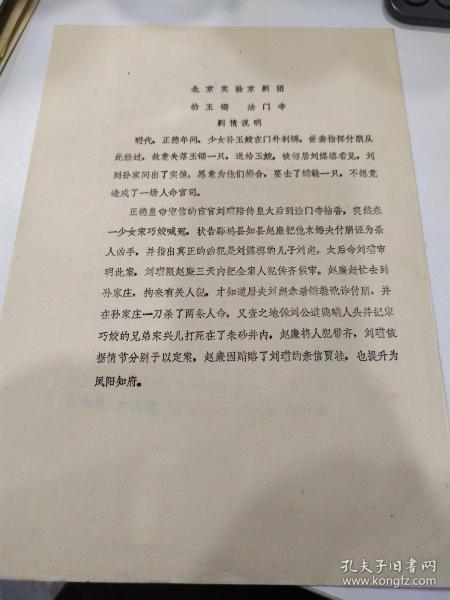 北京实验京剧团
拾玉镯 法门寺
剧情说明
明代，正德年间，少女孙玉姣在门外刺绣，世袭指挥付朋从
此经过，故意失落玉镯一只，送给玉姣，被邻居刘媒婆看见，刘
到孙家问出了实情，愿意为他们撮合，要去了绣鞋一只，不想竟
造成了一场人命官司。
正德皇帝宠信的宦官刘瑾陪侍皇太后到法门寺拈香，突然来
一少女宋巧姣喊冤，状告郿坞县知县赵廉把他未婚夫付朋证为杀
人凶手，并指出真正的凶犯是刘媒婆的儿子刘彪，太后命刘瑾审
明此案，刘瑾限赵廉三天内把全案人犯传齐候审。赵廉赶忙去到
孙家庄，拘来有关人犯，才知道屠夫刘彪拿着绣鞋讹诈付朋，并
在孙家庄一刀杀了两条人命，又查之地保刘公道隐瞒人头并把宋
巧姣的兄弟宋兴儿打死在了朱砂井内，赵廉将人犯带齐，刘瑾依
据情节分别予以定案，赵廉因贿赂了刘瑾的亲信贾桂，也提升为
凤阳知府。
孔夫子旧书网
www.kongfz.com